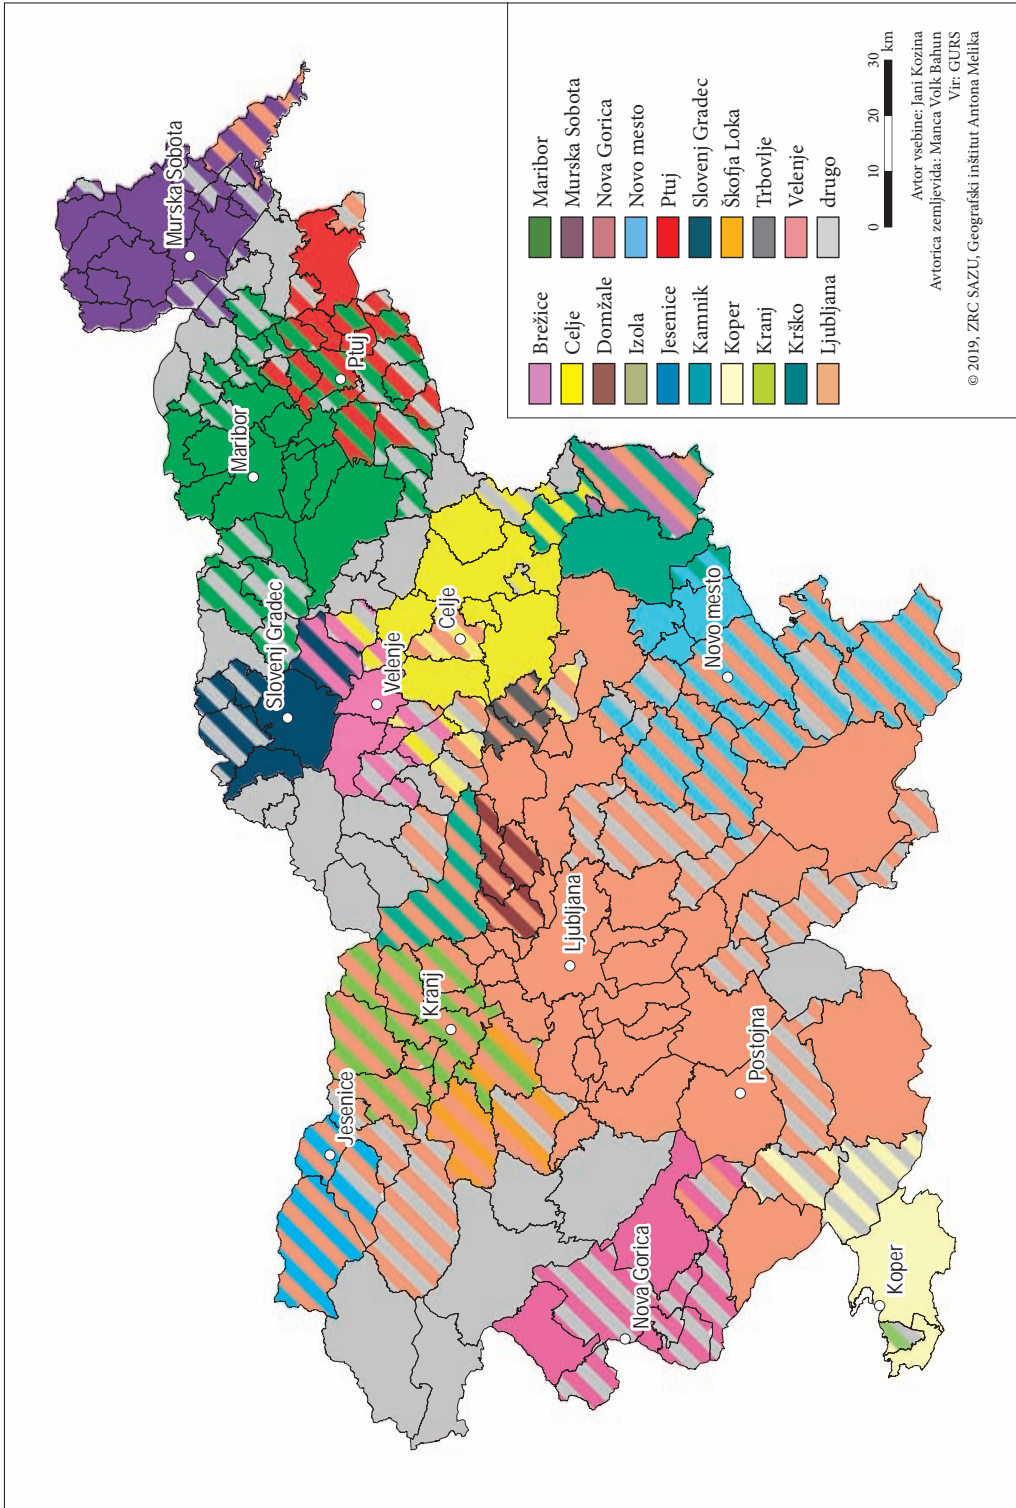 Murska Sobota
Maribor
Ptuj
Slovenj Gradec
Velenje
Celje
Novo mesto
Jesenice
Kranj
Ljubljana
Postojna
Nova Gorica
Koper
Brežice
Celje
Domžale
Izola
Jesenice
Kamnik
Koper
Kranj
Krško
Ljubljana
Maribor
Murska Sobota
Nova Gorica
Novo mesto
Ptuj
Slovenj Gradec
Škofja Loka
Trbovlje
Velenje
drugo
0 10 20 30
km
Avtor vsebine: Jani Kozina
Avtorica zemljevida: Manca Volk Bahun
Vir: GURS
© 2019, ZRC SAZU, Geografski inštitut Antona Melika